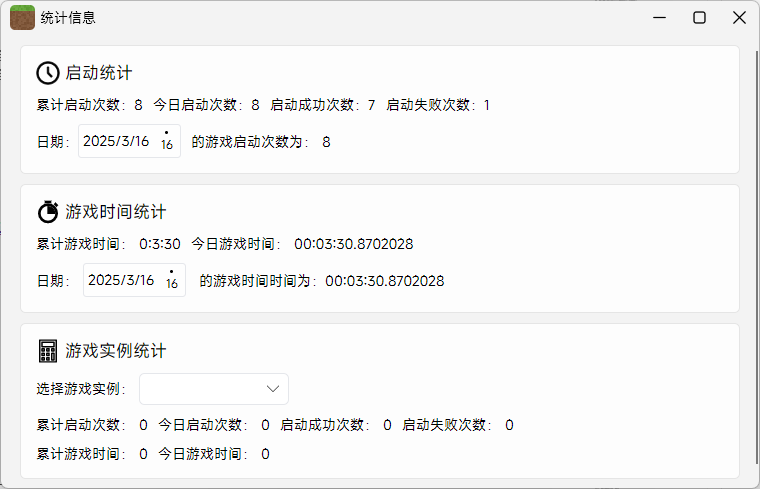 统计信息
启动统计
累计启动次数：8 今日启动次数：8 启动成功次数：7 启动失败次数：1
日期：2025/3/16 16 的游戏启动次数为： 8
游戏时间统计
累计游戏时间： 0:3:30 今日游戏时间： 00:03:30.8702028
日期： 2025/3/16 16 的游戏时间时间为：00:03:30.8702028
游戏实例统计
选择游戏实例：
累计启动次数： 0 今日启动次数： 0 启动成功次数： 0 启动失败次数： 0
累计游戏时间： 0 今日游戏时间： 0